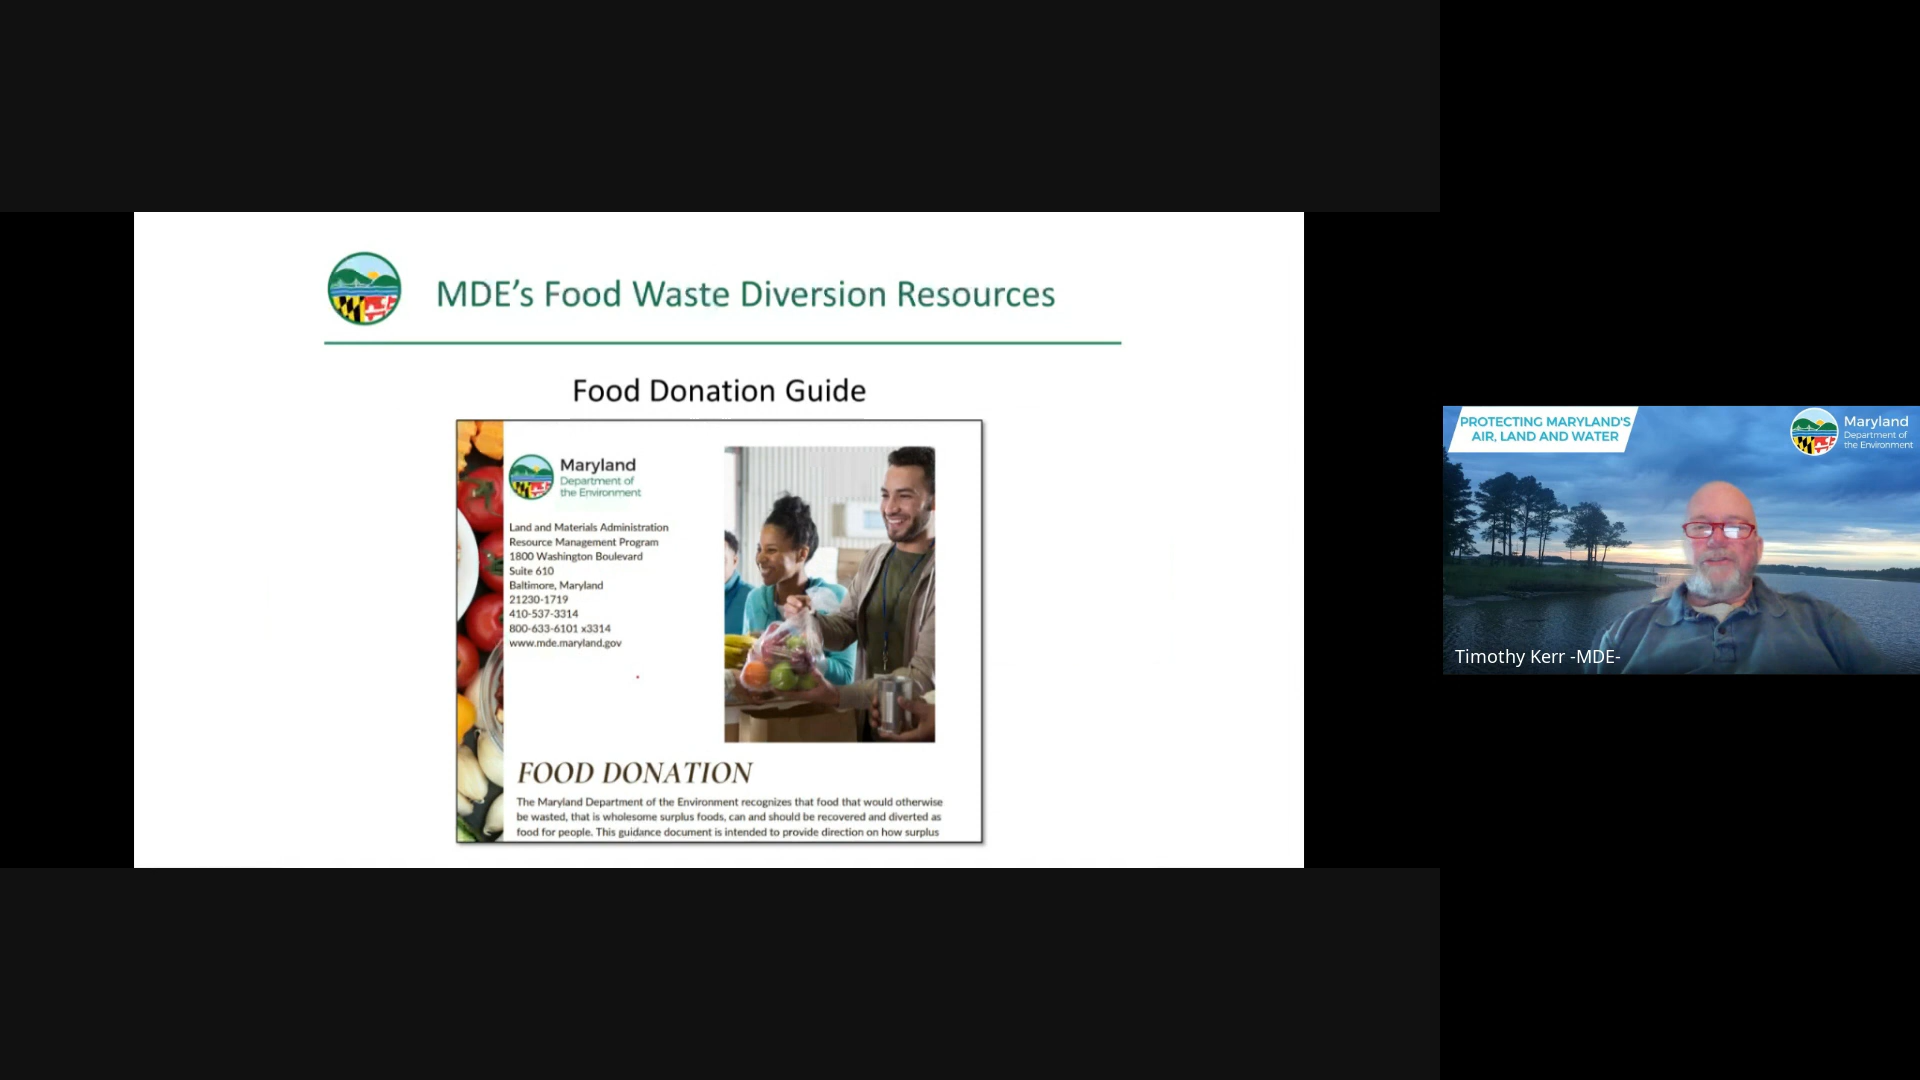 MDE's Food Waste Diversion Resources
Food Donation Guide
Maryland
Department of
the Environment
Land and Materials Administration
Resource Management Program
1800 Washington Boulevard
Suite 610
Baltimore, Maryland
21230-1719
410-537-3314
800-633-6101 x3314
www.mde.maryland.gov
FOOD DONATION
The Maryland Department of the Environment recognizes that food that would otherwise
be wasted, that is wholesome surplus foods, can and should be recovered and diverted as
food for people. This guidance document is intended to provide direction on how surplus
PROTECTING MARYLAND'S
AIR, LAND AND WATER
Maryland
Department of
the Environment
Timothy Kerr -MDE-